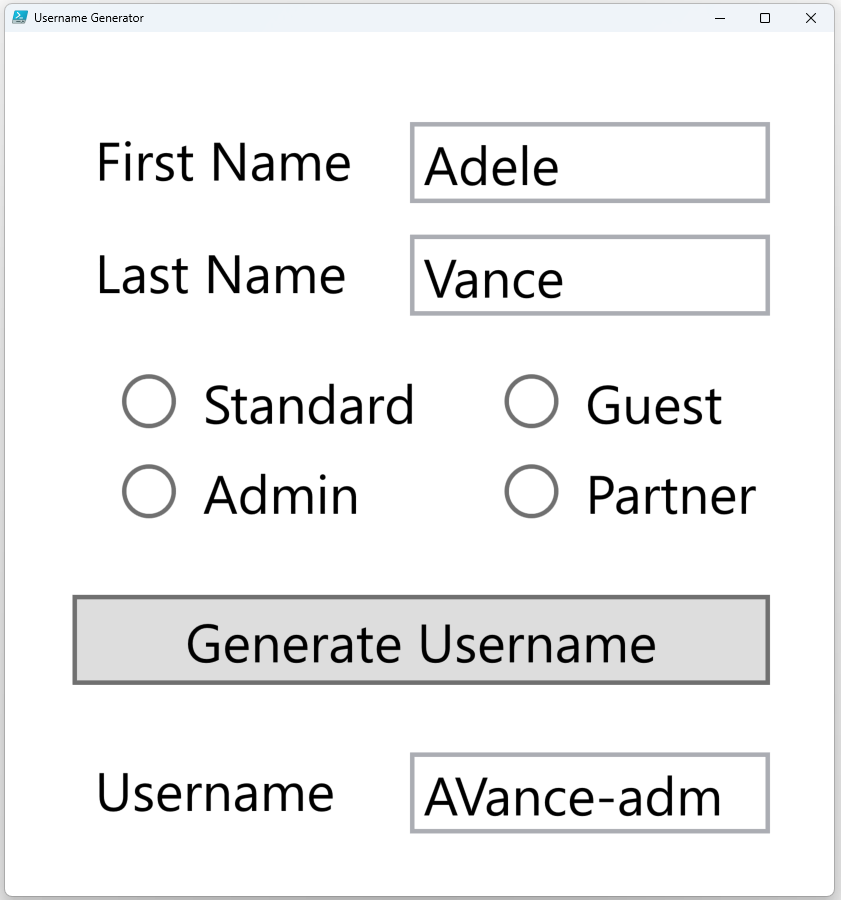 Username Generator
First Name Adele
Last Name Vance
Standard Guest
Admin Partner
Generate Username
Username AVance-adm